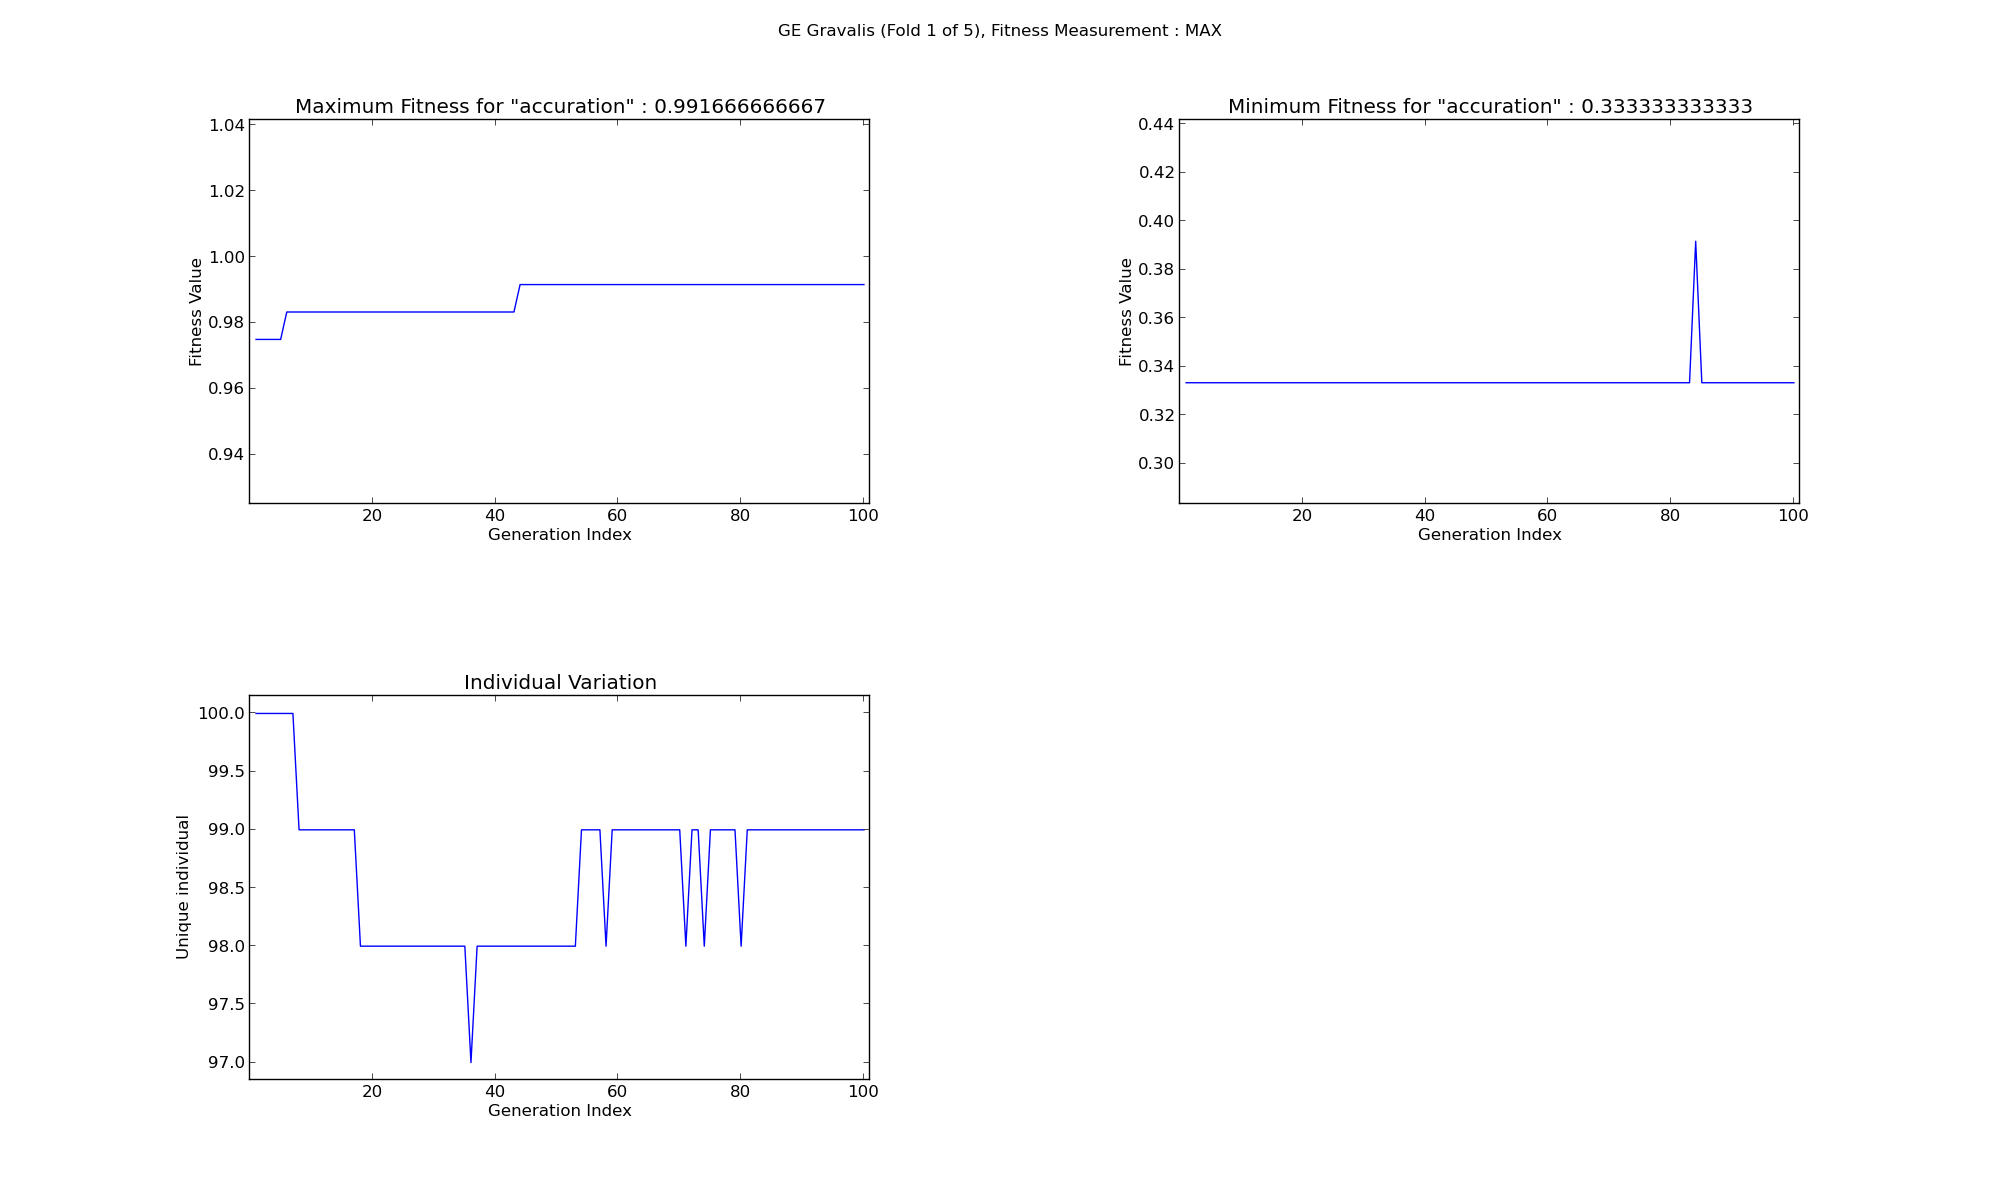 GE Gravalis (Fold 1 of 5), Fitness Measurement : MAX
Maximum Fitness for "accuration" : 0.991666666667
1.04
1.02
1.00
0.98
0.96
0.94
Fitness Value
20 40 60 80 100
Generation Index
Minimum Fitness for "accuration" : 0.333333333333
0.44
0.42
0.40
0.38
0.36
0.34
0.32
0.30
Fitness Value
20 40 60 80 100
Generation Index
Individual Variation
100.0
99.5
99.0
98.5
98.0
97.5
97.0
Unique individual
20 40 60 80 100
Generation Index